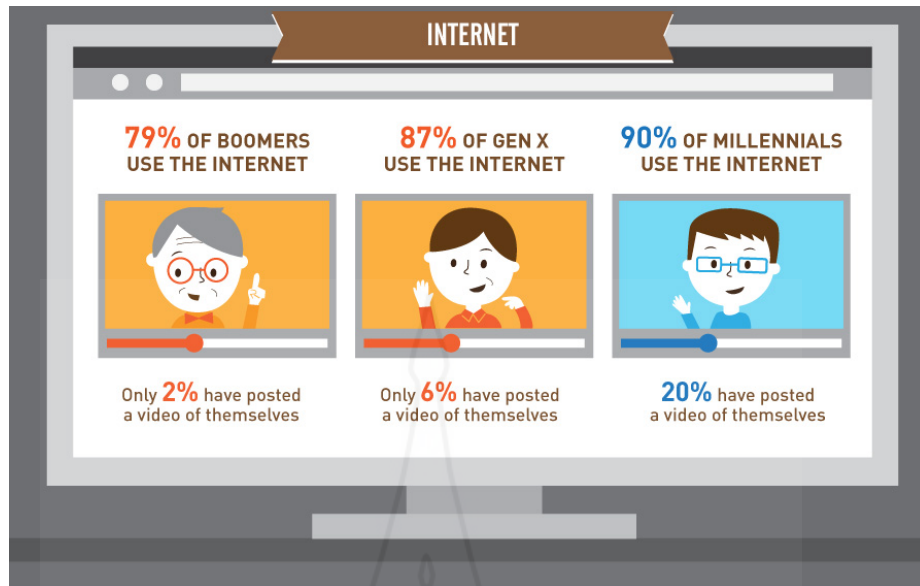 INTERNET
79% OF BOOMERS
USE THE INTERNET
87% OF GEN X
USE THE INTERNET
90% OF MILLENNIALS
USE THE INTERNET
Only 2% have posted
a video of themselves
Only 6% have posted
a video of themselves
20% have posted
a video of themselves